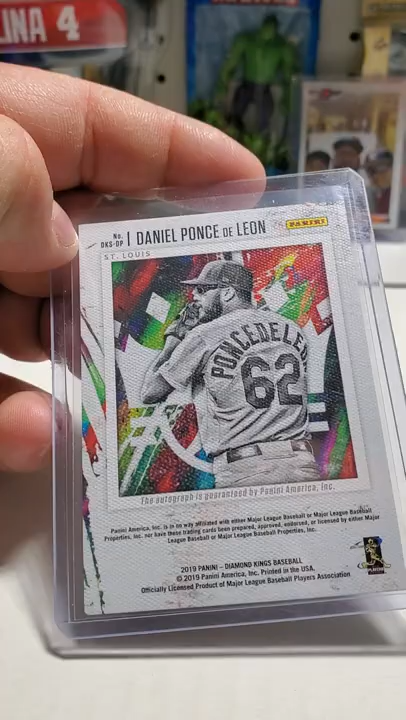 LINA 4
No.
DKS-DP
DANIEL PONCE DE LEON
PANINI
ST. LOUIS
PONCEDELEO
62
The autograph is guaranteed by Panini America, Inc.
Panini America, Inc. is in no way affiliated with either Major League Baseball or Major League Baseball
Properties, Inc. nor have these trading cards been prepared, approved, endorsed, or licensed by either Major
League Baseball or Major League Baseball Properties, Inc.
2019 PANINI – DIAMOND KINGS BASEBALL
© 2019 Panini America, Inc. Printed in the USA.
Officially Licensed Product of Major League Baseball Players Association